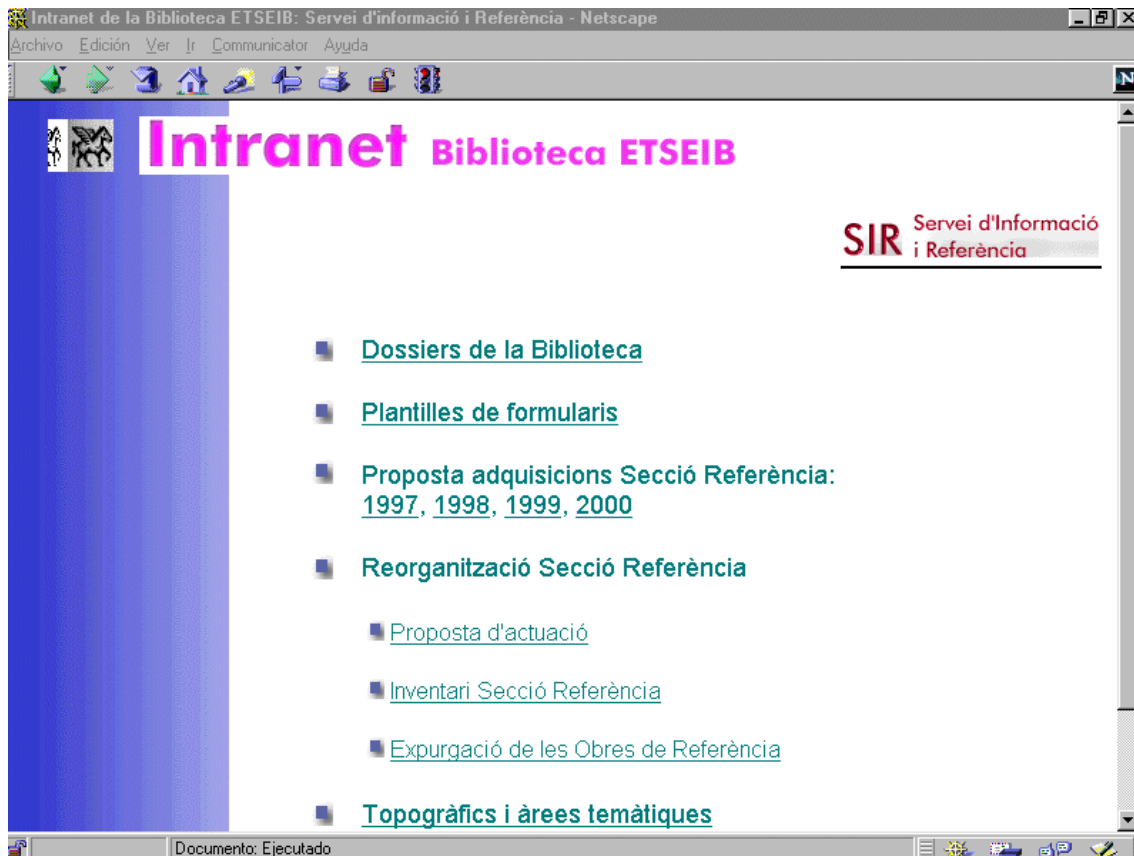 Intranet de la Biblioteca ETSEIB: Servei d'informació i Referència - Netscape
Archivo Edición Ver Ir Communicator Ayuda
N
Intranet Biblioteca ETSEIB
SIR Servei d'Informació
i Referència
Dossiers de la Biblioteca
Plantilles de formularis
Proposta adquisicions Secció Referència:
1997, 1998, 1999, 2000
Reorganització Secció Referència
Proposta d'actuació
Inventari Secció Referència
Expurgació de les Obres de Referència
Topogràfics i àrees temàtiques
Documento: Ejecutado